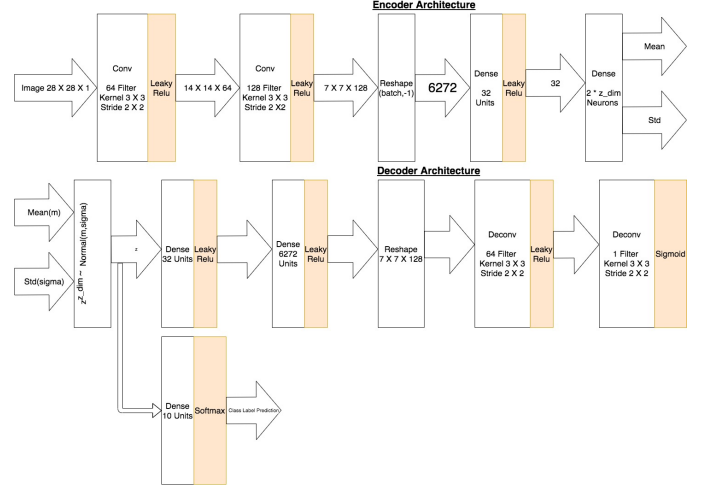 Encoder Architecture
Image 28 X 28 X 1
Conv
64 Filter
Kernel 3 X 3
Stride 2 X 2
Leaky
Relu
14 X 14 X 64
Conv
128 Filter
Kernel 3 X 3
Stride 2 X2
Leaky
Relu
7 X 7 X 128
Reshape
(batch,-1)
6272
Dense
32
Units
Leaky
Relu
32
Dense
2 * z_dim
Neurons
Mean
Std
Decoder Architecture
Mean(m)
Std(sigma)
z^z_dim ~ Normal(m,sigma)
z
Dense
32 Units
Leaky
Relu
Dense
6272
Units
Leaky
Relu
Reshape
7 X 7 X 128
Deconv
64 Filter
Kernel 3 X 3
Stride 2 X 2
Leaky
Relu
Deconv
1 Filter
Kernel 3 X 3
Stride 2 X 2
Sigmoid
Dense
10 Units
Softmax
Class Label Prediction